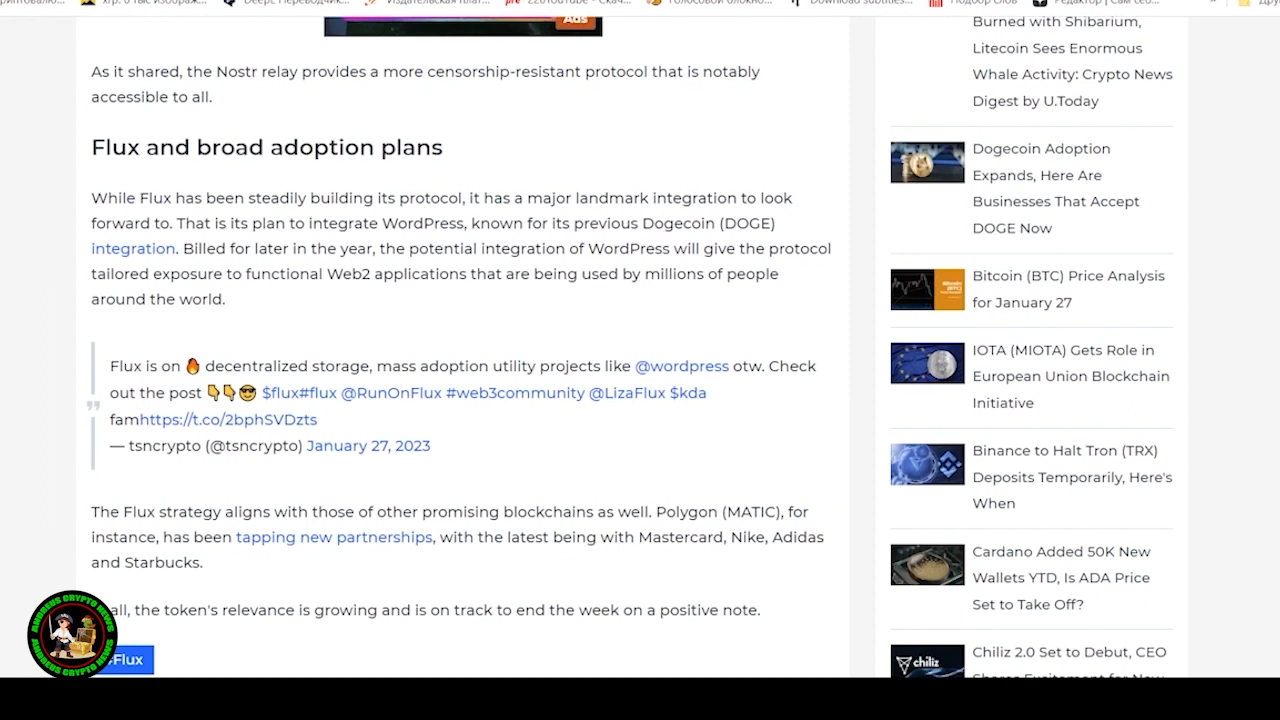 Ads
As it shared, the Nostr relay provides a more censorship-resistant protocol that is notably
accessible to all.
Flux and broad adoption plans
While Flux has been steadily building its protocol, it has a major landmark integration to look
forward to. That is its plan to integrate WordPress, known for its previous Dogecoin (DOGE)
integration. Billed for later in the year, the potential integration of WordPress will give the protocol
tailored exposure to functional Web2 applications that are being used by millions of people
around the world.
Flux is on 🔥 decentralized storage, mass adoption utility projects like @wordpress otw. Check
out the post 👇👇😎 $flux#flux @RunOnFlux #web3community @LizaFlux $kda
famhttps://t.co/2bphSVDzts
— tsncrypto (@tsncrypto) January 27, 2023
The Flux strategy aligns with those of other promising blockchains as well. Polygon (MATIC), for
instance, has been tapping new partnerships, with the latest being with Mastercard, Nike, Adidas
and Starbucks.
all, the token's relevance is growing and is on track to end the week on a positive note.
#Flux
ANDREUS CRYPTO NEWS
ANDREUS CRYPTO NEWS
Burned with Shibarium,
Litecoin Sees Enormous
Whale Activity: Crypto News
Digest by U.Today
Dogecoin Adoption
Expands, Here Are
Businesses That Accept
DOGE Now
Bitcoin (BTC) Price Analysis
for January 27
IOTA (MIOTA) Gets Role in
European Union Blockchain
Initiative
Binance to Halt Tron (TRX)
Deposits Temporarily, Here's
When
Cardano Added 50K New
Wallets YTD, Is ADA Price
Set to Take Off?
chiliz
Chiliz 2.0 Set to Debut, CEO